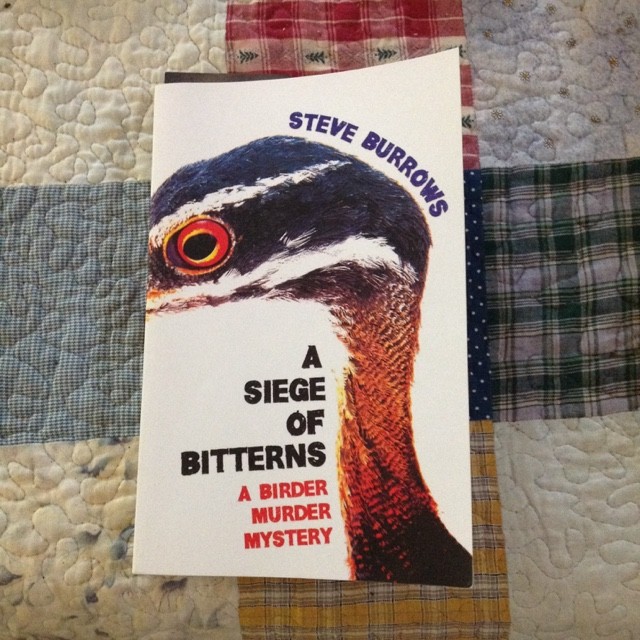 STEVE BURROWS
A
SIEGE
OF
BITTERNS
A BIRDER
MURDER
MYSTERY